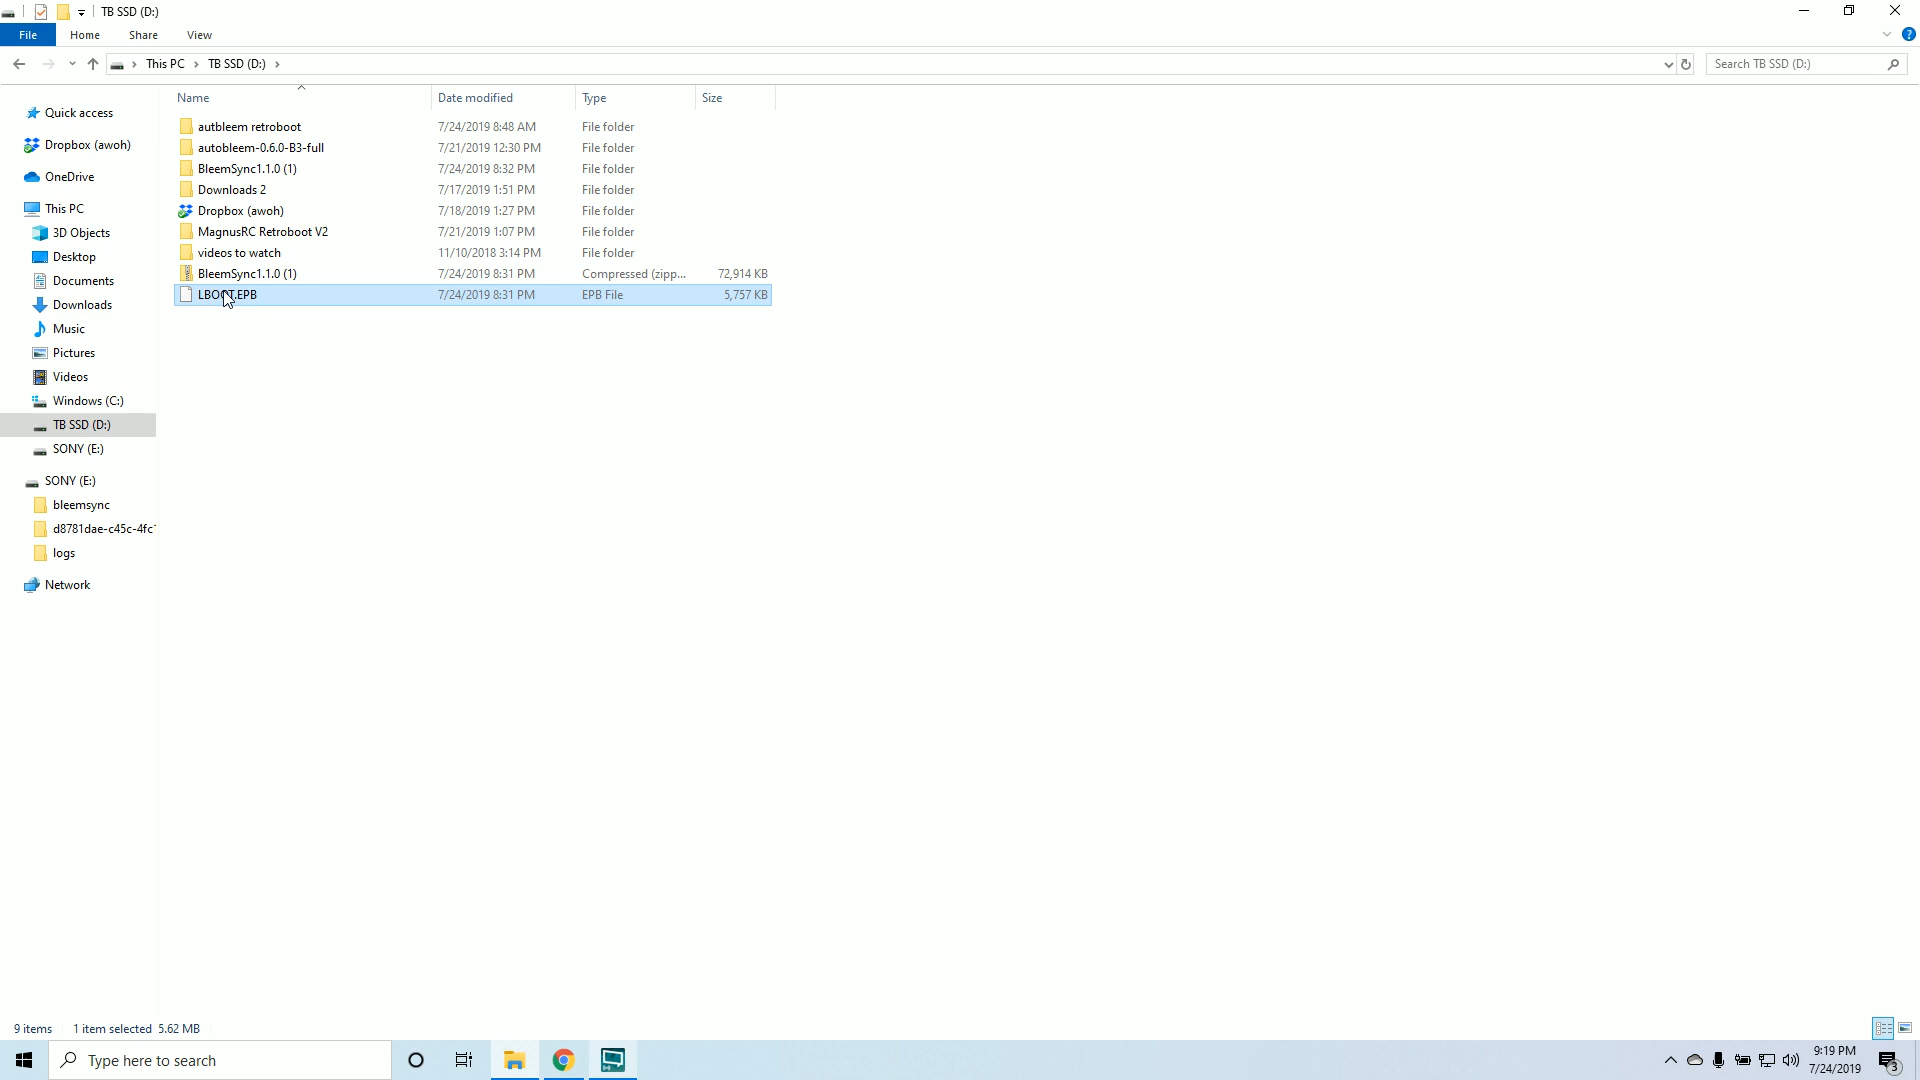 TB SSD (D:)
File Home Share View
This PC TB SSD (D:) Search TB SSD (D:)
Name Date modified Type Size
Quick access
Dropbox (awoh)
OneDrive
This PC
3D Objects
Desktop
Documents
Downloads
Music
Pictures
Videos
Windows (C:)
TB SSD (D:)
SONY (E:)
SONY (E:)
bleemsync
d8781dae-c45c-4fc
logs
Network
autbleem retroboot 7/24/2019 8:48 AM File folder
autobleem-0.6.0-B3-full 7/21/2019 12:30 PM File folder
BleemSync1.1.0 (1) 7/24/2019 8:32 PM File folder
Downloads 2 7/17/2019 1:51 PM File folder
Dropbox (awoh) 7/18/2019 1:27 PM File folder
MagnusRC Retroboot V2 7/21/2019 1:07 PM File folder
videos to watch 11/10/2018 3:14 PM File folder
BleemSync1.1.0 (1) 7/24/2019 8:31 PM Compressed (zipp... 72,914 KB
LBOOT.EPB 7/24/2019 8:31 PM EPB File 5,757 KB
9 items 1 item selected 5.62 MB
Type here to search
9:19 PM
7/24/2019
3